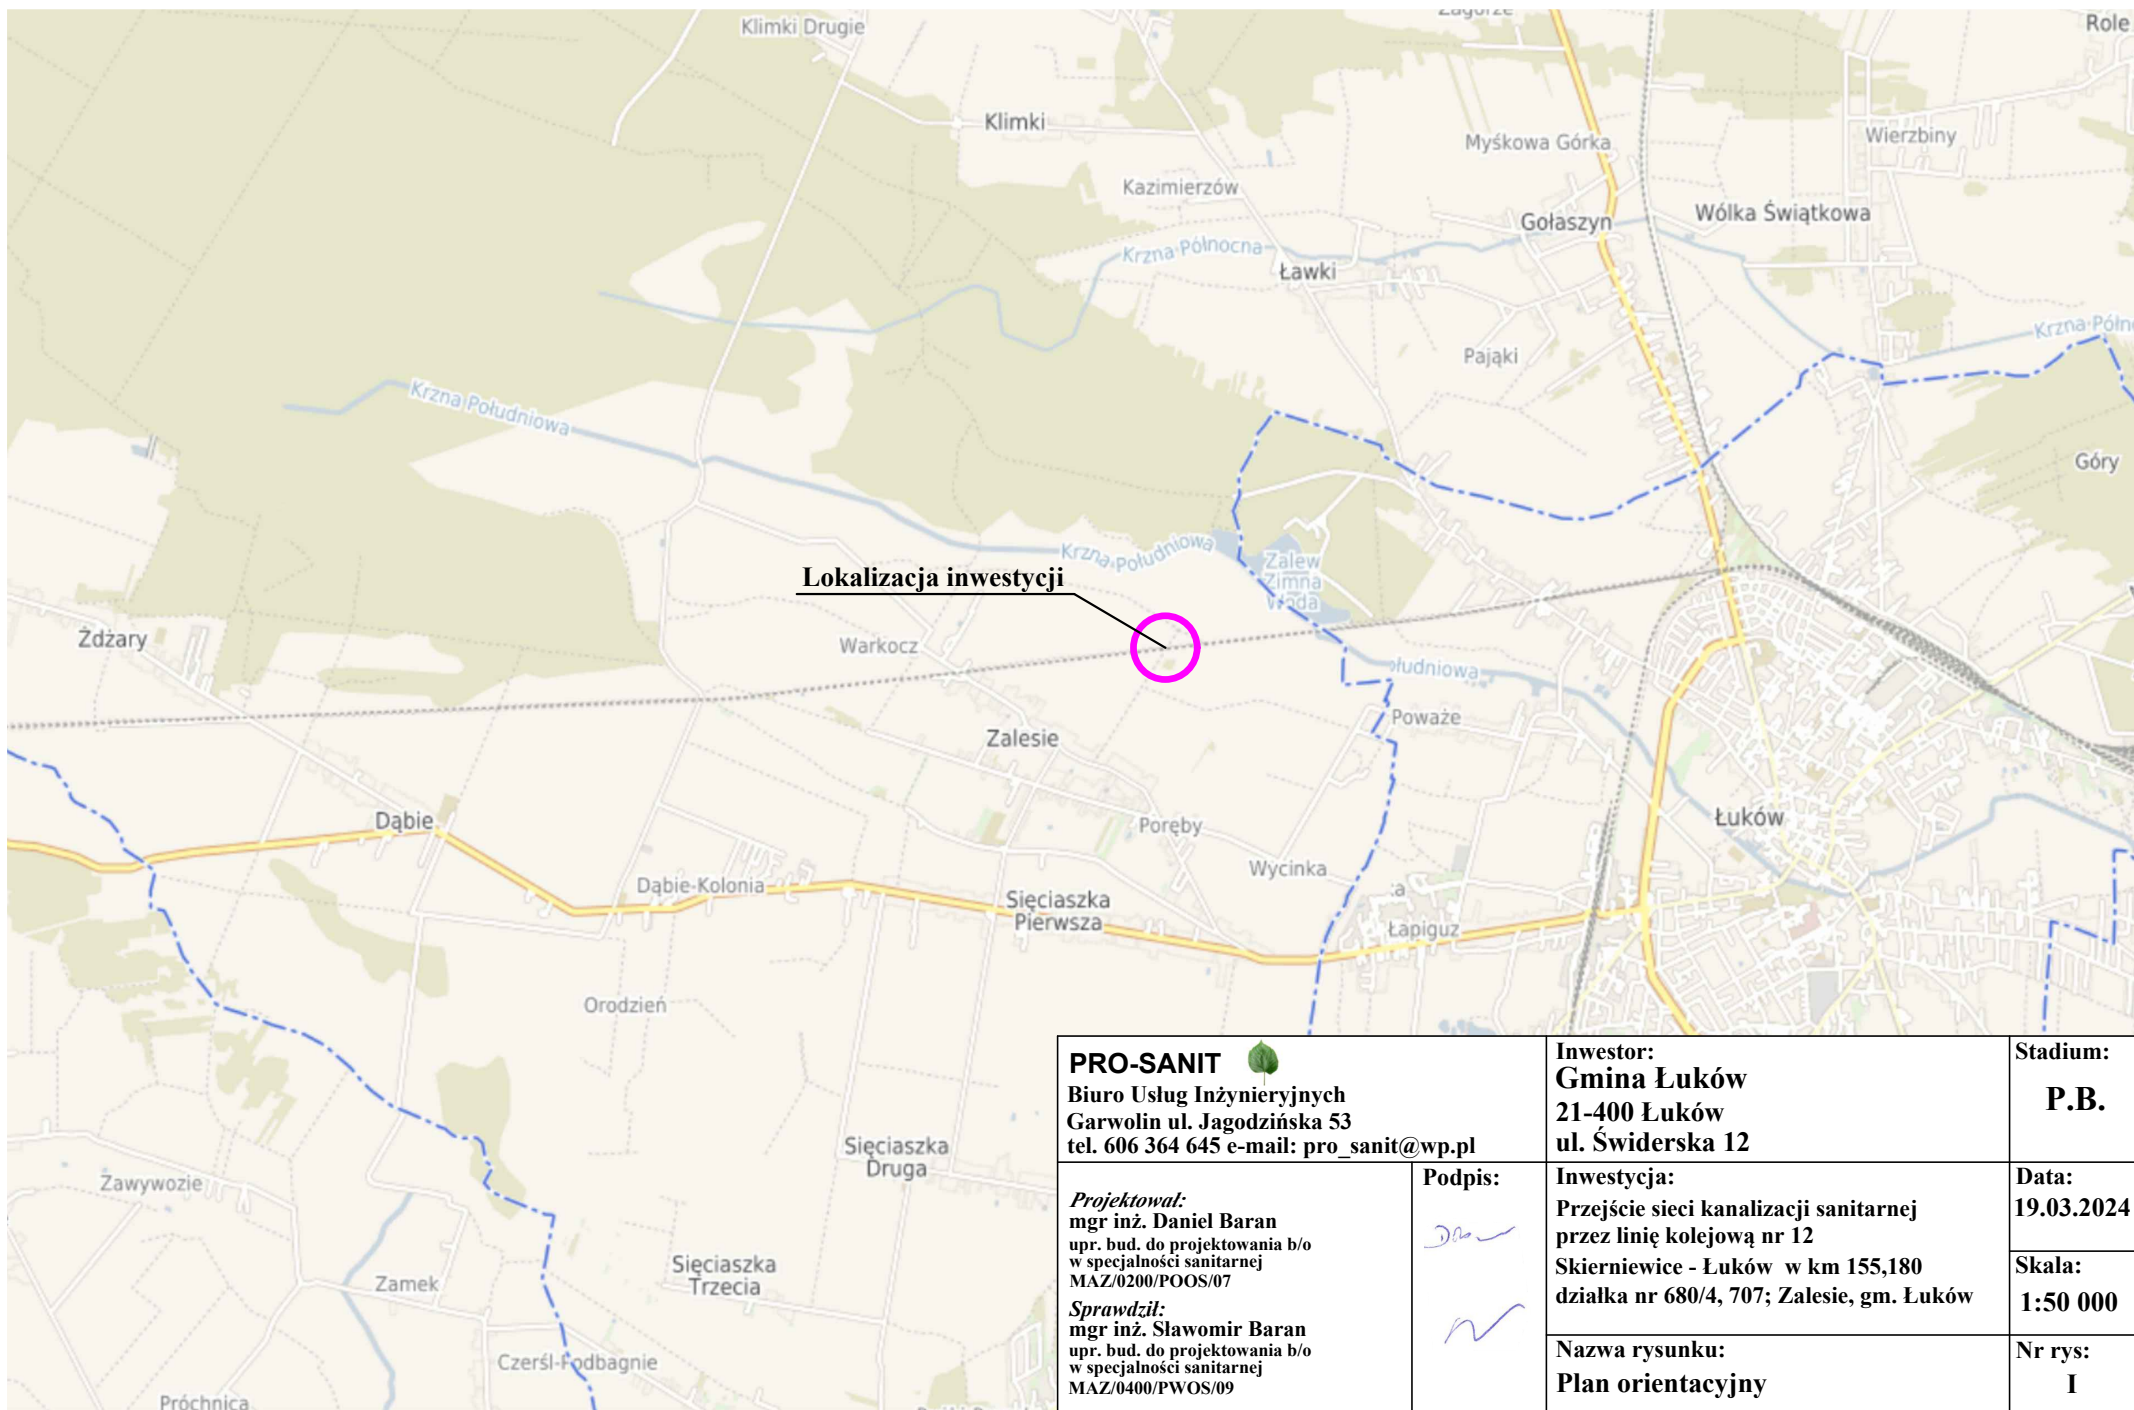 Klimki Drugie
Zagórze
Role
Klimki
Myśkowa Górka
Wierzbiny
Kazimierzów
Gołaszyn
Wólka Świątkowa
Krzna Północna
Ławki
Krzna Półno
Pająki
Krzna Południowa
Góry
Krzna Południowa
Zalew
Zimna
Woda
Lokalizacja inwestycji
Żdżary
Warkocz
ołudniowa
Poważe
Zalesie
Dąbie
Poręby
Łuków
Wycinka
Dąbie-Kolonia
Sięciaszka
Pierwsza
Łapiguz
Orodzień
Sięciaszka
Druga
Zawywozie
Sięciaszka
Trzecia
Zamek
Czerśl-Podbagnie
Próchnica
PRO-SANIT
Biuro Usług Inżynieryjnych
Garwolin ul. Jagodzińska 53
tel. 606 364 645 e-mail: pro_sanit@wp.pl
Inwestor:
Gmina Łuków
21-400 Łuków
ul. Świderska 12
Stadium:
P.B.
Projektował:
mgr inż. Daniel Baran
upr. bud. do projektowania b/o
w specjalności sanitarnej
MAZ/0200/POOS/07
Sprawdził:
mgr inż. Sławomir Baran
upr. bud. do projektowania b/o
w specjalności sanitarnej
MAZ/0400/PWOS/09
Podpis:
Inwestycja:
Przejście sieci kanalizacji sanitarnej
przez linię kolejową nr 12
Skierniewice - Łuków w km 155,180
działka nr 680/4, 707; Zalesie, gm. Łuków
Data:
19.03.2024
Skala:
1:50 000
Nazwa rysunku:
Plan orientacyjny
Nr rys:
I